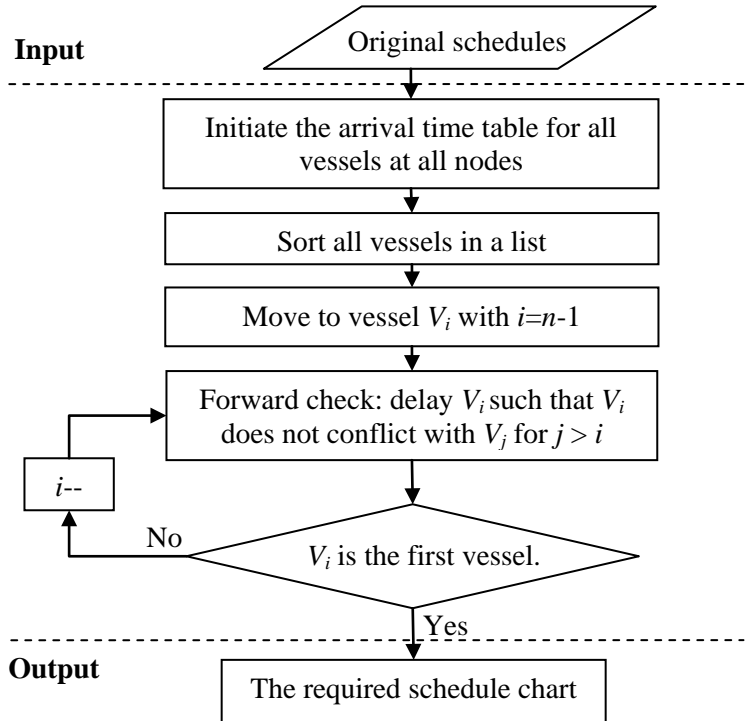 Input
Original schedules
Initiate the arrival time table for all
vessels at all nodes
Sort all vessels in a list
Move to vessel Vi with i=n-1
Forward check: delay Vi such that Vi
does not conflict with Vj for j > i
i--
No
Vi is the first vessel.
Yes
Output
The required schedule chart